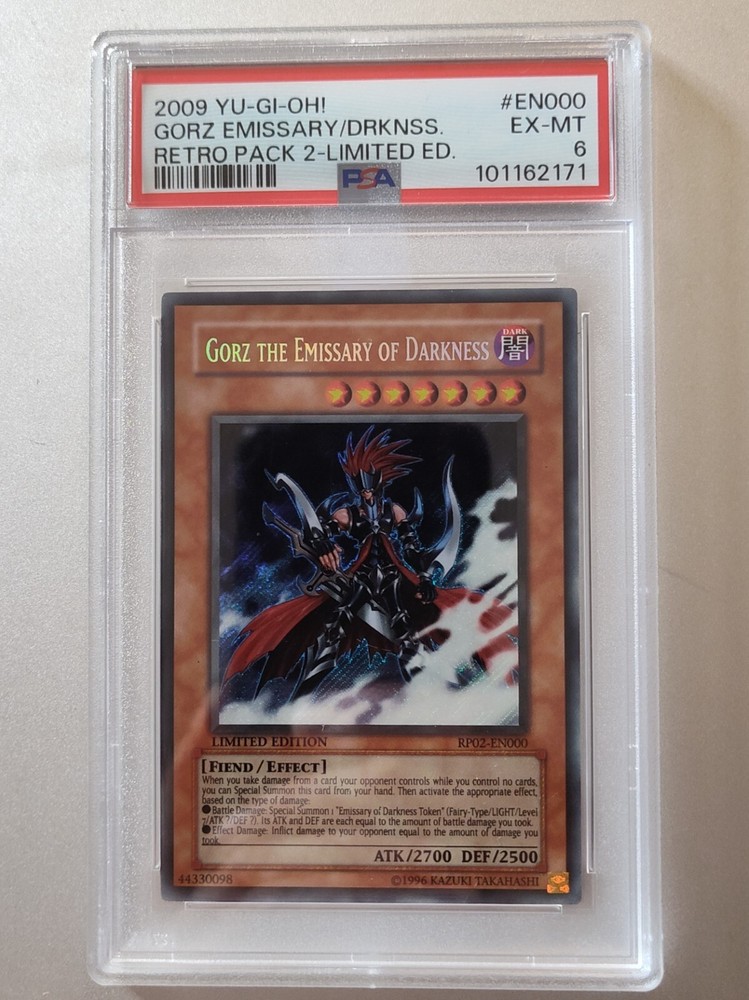 2009 YU-GI-OH! #EN000
GORZ EMISSARY/DRKNSS. EX-MT
RETRO PACK 2-LIMITED ED. 6
PSA 101162171
GORZ THE EMISSARY OF DARKNESS
DARK
闇
LIMITED EDITION RP02-EN000
[FIEND / EFFECT]
When you take damage from a card your opponent controls while you control no cards,
you can Special Summon this card from your hand. Then activate the appropriate effect,
based on the type of damage:
●Battle Damage: Special Summon 1 "Emissary of Darkness Token" (Fairy-Type/LIGHT/Level
7/ATK ?/DEF ?). Its ATK and DEF are each equal to the amount of battle damage you took.
●Effect Damage: Inflict damage to your opponent equal to the amount of damage you
took.
ATK/2700 DEF/2500
44330098 ©1996 KAZUKI TAKAHASHI